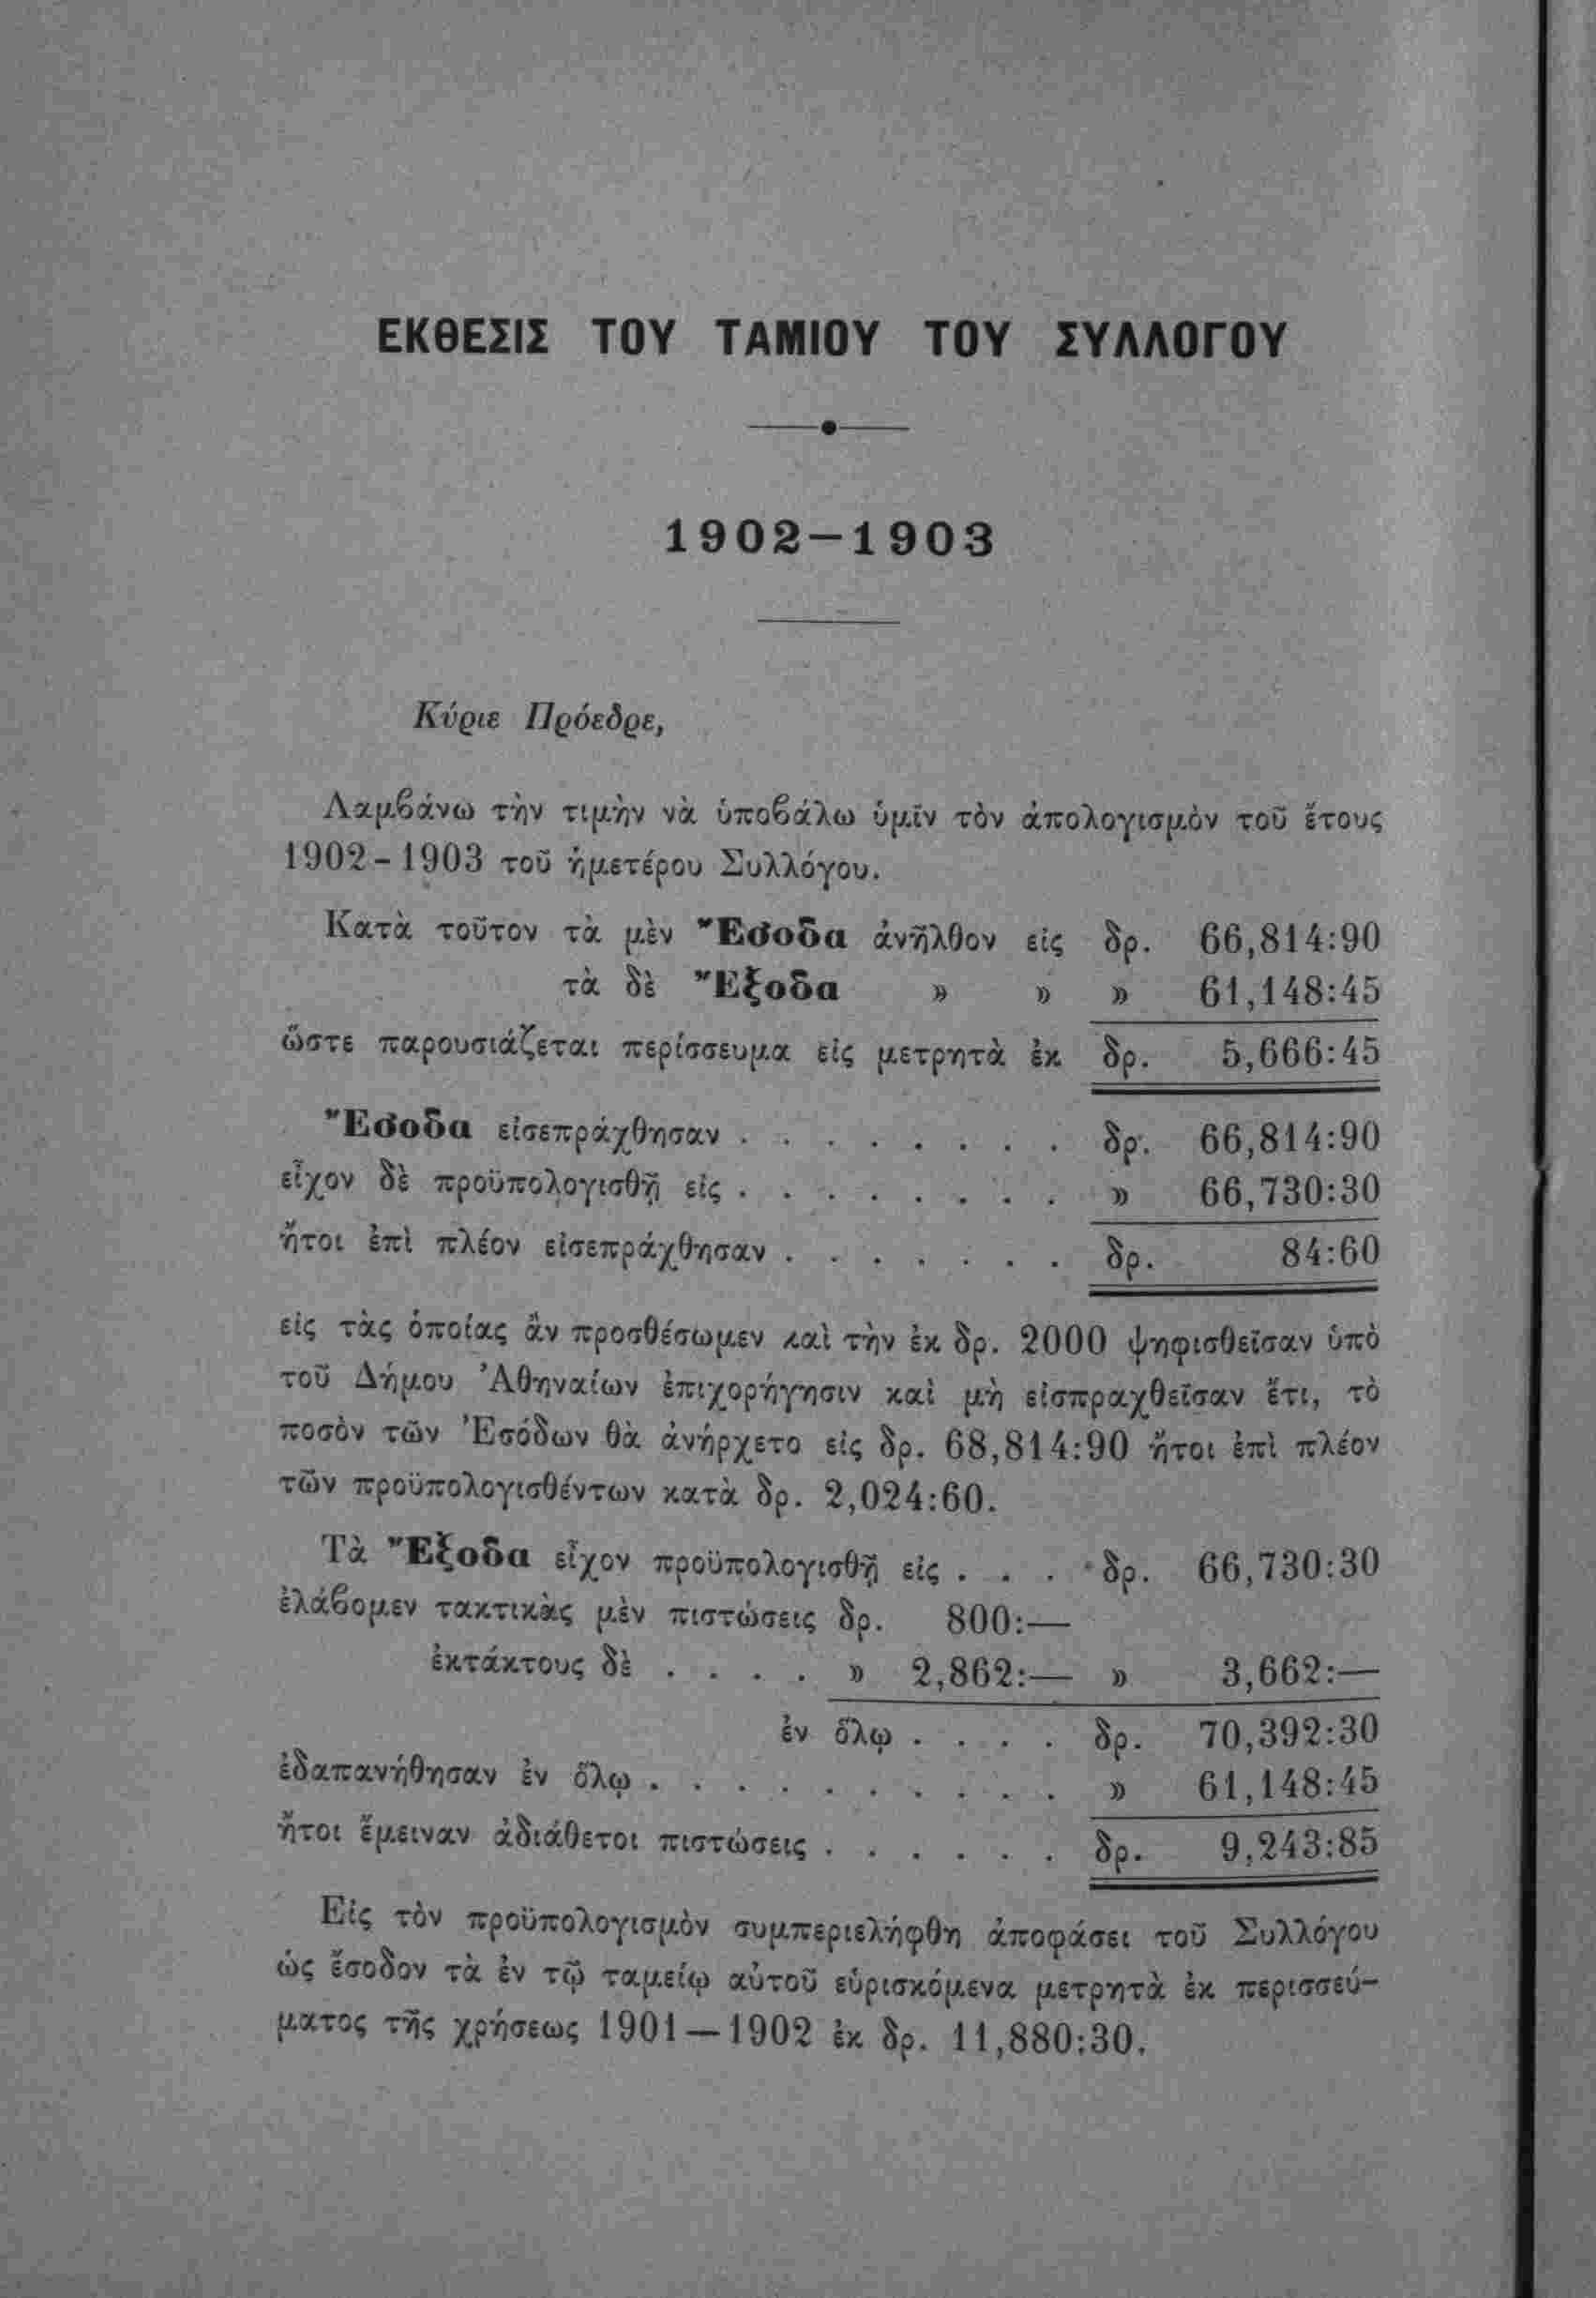 ΕΚΘΕΣΙΣ ΤΟΥ ΤΑΜΙΟΥ ΤΟΥ ΣΥΛΛΟΓΟΥ
1902–1903
Κύριε Πρόεδρε,
Λαμβάνω τὴν τιμὴν νὰ ὑποβάλω ὑμῖν τὸν ἀπολογισμὸν τοῦ ἔτους
1902-1903 τοῦ ἡμετέρου Συλλόγου.
Κατὰ τοῦτον τὰ μὲν Ἔσοδα ἀνῆλθον εἰς δρ. 66,814:90
τὰ δὲ Ἔξοδα » » » 61,148:45
ὥστε παρουσιάζεται περίσσευμα εἰς μετρητὰ ἐκ δρ. 5,666:45
Ἔσοδα εἰσεπράχθησαν . . . . . . . . δρ. 66,814:90
εἶχον δὲ προϋπολογισθῇ εἰς . . . . . . . . » 66,730:30
ἤτοι ἐπὶ πλέον εἰσεπράχθησαν . . . . . . . δρ. 84:60
εἰς τὰς ὁποίας ἂν προσθέσωμεν καὶ τὴν ἐκ δρ. 2000 ψηφισθεῖσαν ὑπὸ
τοῦ Δήμου Ἀθηναίων ἐπιχορήγησιν καὶ μὴ εἰσπραχθεῖσαν ἔτι, τὸ
ποσὸν τῶν Ἐσόδων θὰ ἀνήρχετο εἰς δρ. 68,814:90 ἤτοι ἐπὶ πλέον
τῶν προϋπολογισθέντων κατὰ δρ. 2,024:60.
Τὰ Ἔξοδα εἶχον προϋπολογισθῇ εἰς . . . δρ. 66,730:30
ἐλάβομεν τακτικὰς μὲν πιστώσεις δρ. 800:—
ἐκτάκτους δὲ . . . . » 2,862:— » 3,662:—
ἐν ὅλῳ . . . . δρ. 70,392:30
ἐδαπανήθησαν ἐν ὅλῳ . . . . . . . . . . » 61,148:45
ἤτοι ἔμειναν ἀδιάθετοι πιστώσεις . . . . . . δρ. 9,243:85
Εἰς τὸν προϋπολογισμὸν συμπεριελήφθη ἀποφάσει τοῦ Συλλόγου
ὡς ἔσοδον τὰ ἐν τῷ ταμείῳ αὐτοῦ εὑρισκόμενα μετρητὰ ἐκ περισσεύ-
ματος τῆς χρήσεως 1901—1902 ἐκ δρ. 11,880:30.